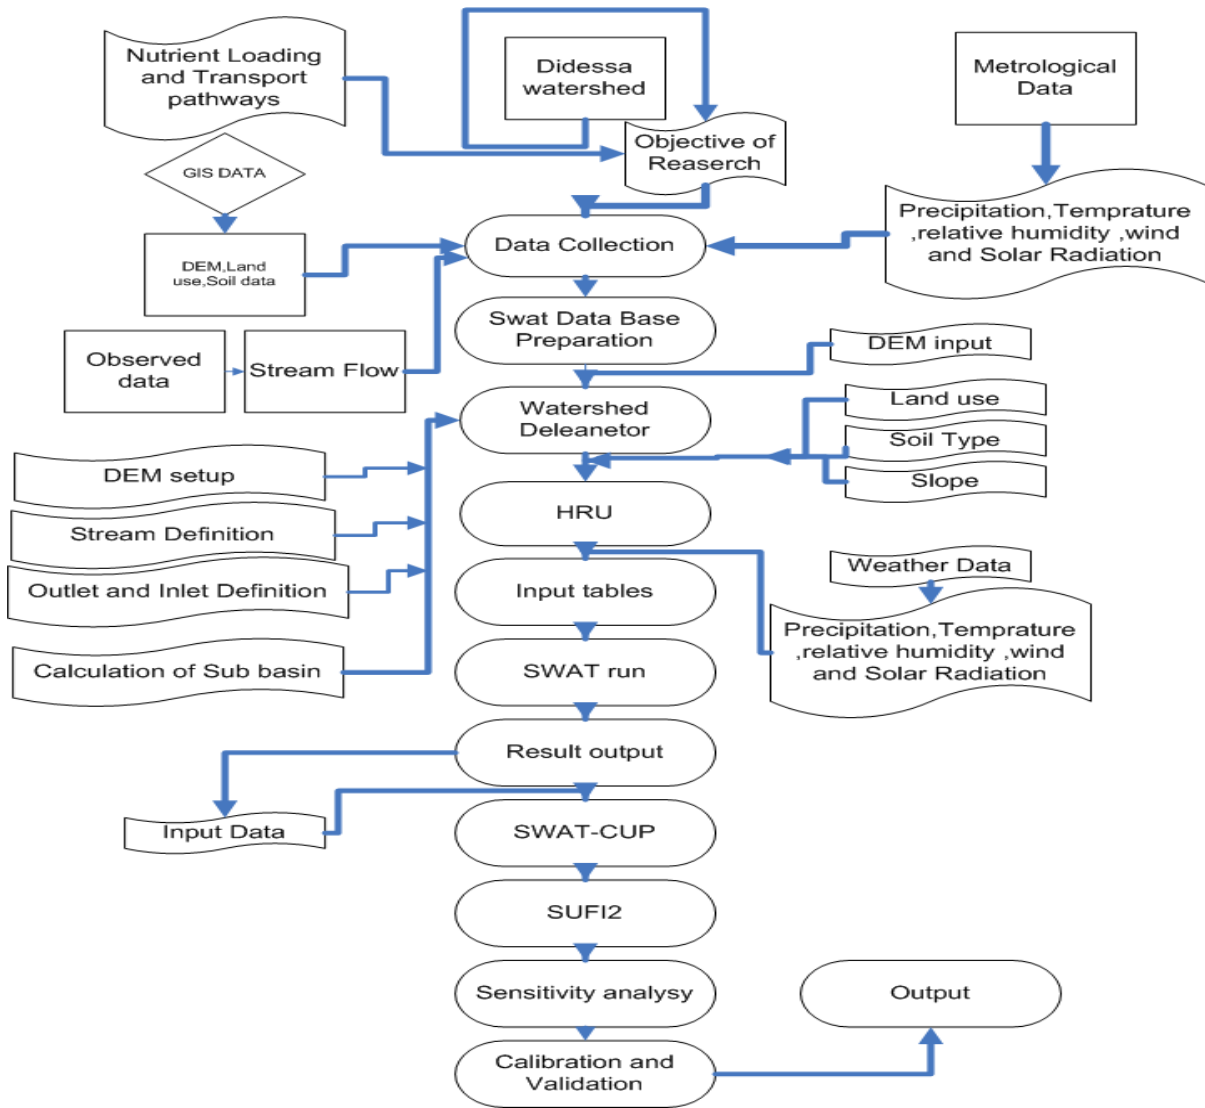 Nutrient Loading
and Transport
pathways
Didessa
watershed
Metrological
Data
Objective of
Reaserch
GIS DATA
Precipitation,Temprature
,relative humidity ,wind
and Solar Radiation
Data Collection
DEM,Land
use,Soil data
Swat Data Base
Preparation
DEM input
Observed
data
Stream Flow
Land use
Watershed
Deleanetor
Soil Type
DEM setup
Slope
HRU
Stream Definition
Weather Data
Outlet and Inlet Definition
Input tables
Precipitation,Temprature
,relative humidity ,wind
and Solar Radiation
Calculation of Sub basin
SWAT run
Result output
Input Data
SWAT-CUP
SUFI2
Sensitivity analysy
Output
Calibration and
Validation